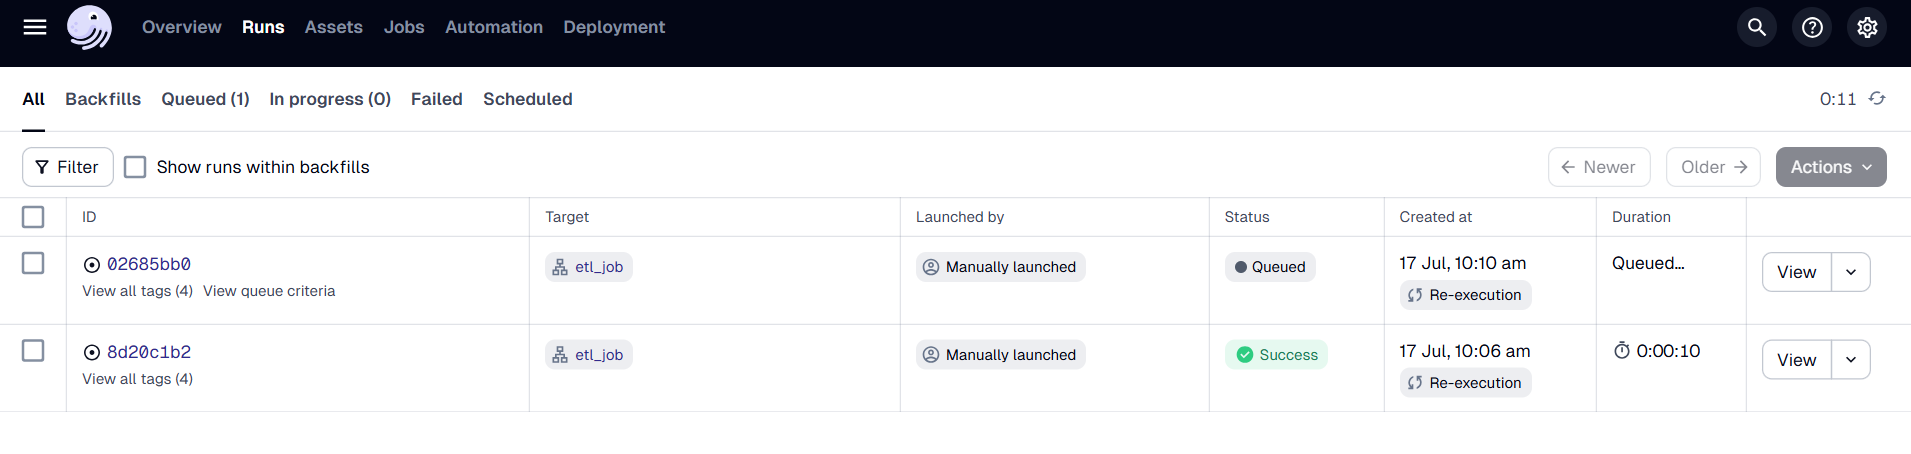 Overview Runs Assets Jobs Automation Deployment
All Backfills Queued (1) In progress (0) Failed Scheduled 0:11
Filter Show runs within backfills Newer Older Actions
ID Target Launched by Status Created at Duration
02685bb0 etl_job Manually launched Queued 17 Jul, 10:10 am Queued... View
View all tags (4) View queue criteria Re-execution
8d20c1b2 etl_job Manually launched Success 17 Jul, 10:06 am 0:00:10 View
View all tags (4) Re-execution